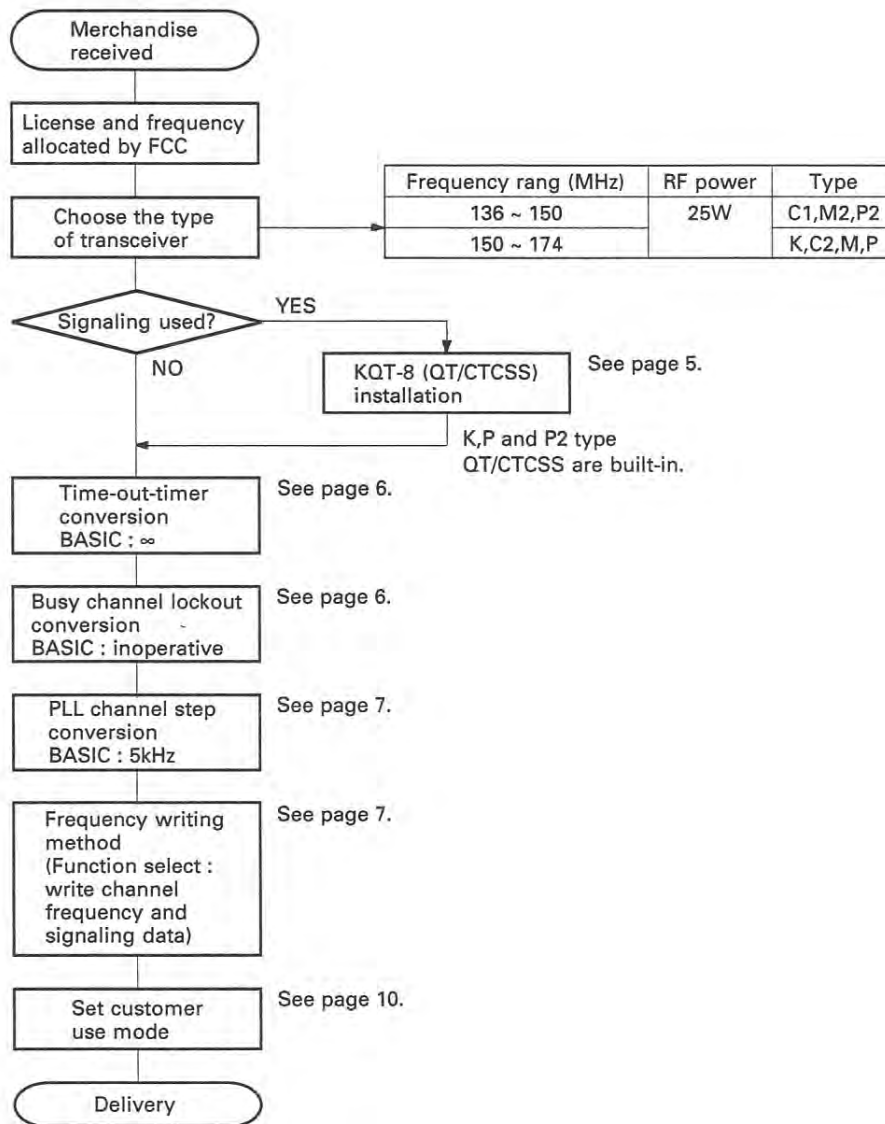 Merchandise
received
License and frequency
allocated by FCC
Choose the type
of transceiver
Frequency rang (MHz) RF power Type
136 ~ 150 25W C1,M2,P2
150 ~ 174 K,C2,M,P
Signaling used?
YES
NO
KQT-8 (QT/CTCSS)
installation
See page 5.
K,P and P2 type
QT/CTCSS are built-in.
Time-out-timer
conversion
BASIC : ∞
See page 6.
Busy channel lockout
conversion
BASIC : inoperative
See page 6.
PLL channel step
conversion
BASIC : 5kHz
See page 7.
Frequency writing
method
(Function select :
write channel
frequency and
signaling data)
See page 7.
Set customer
use mode
See page 10.
Delivery